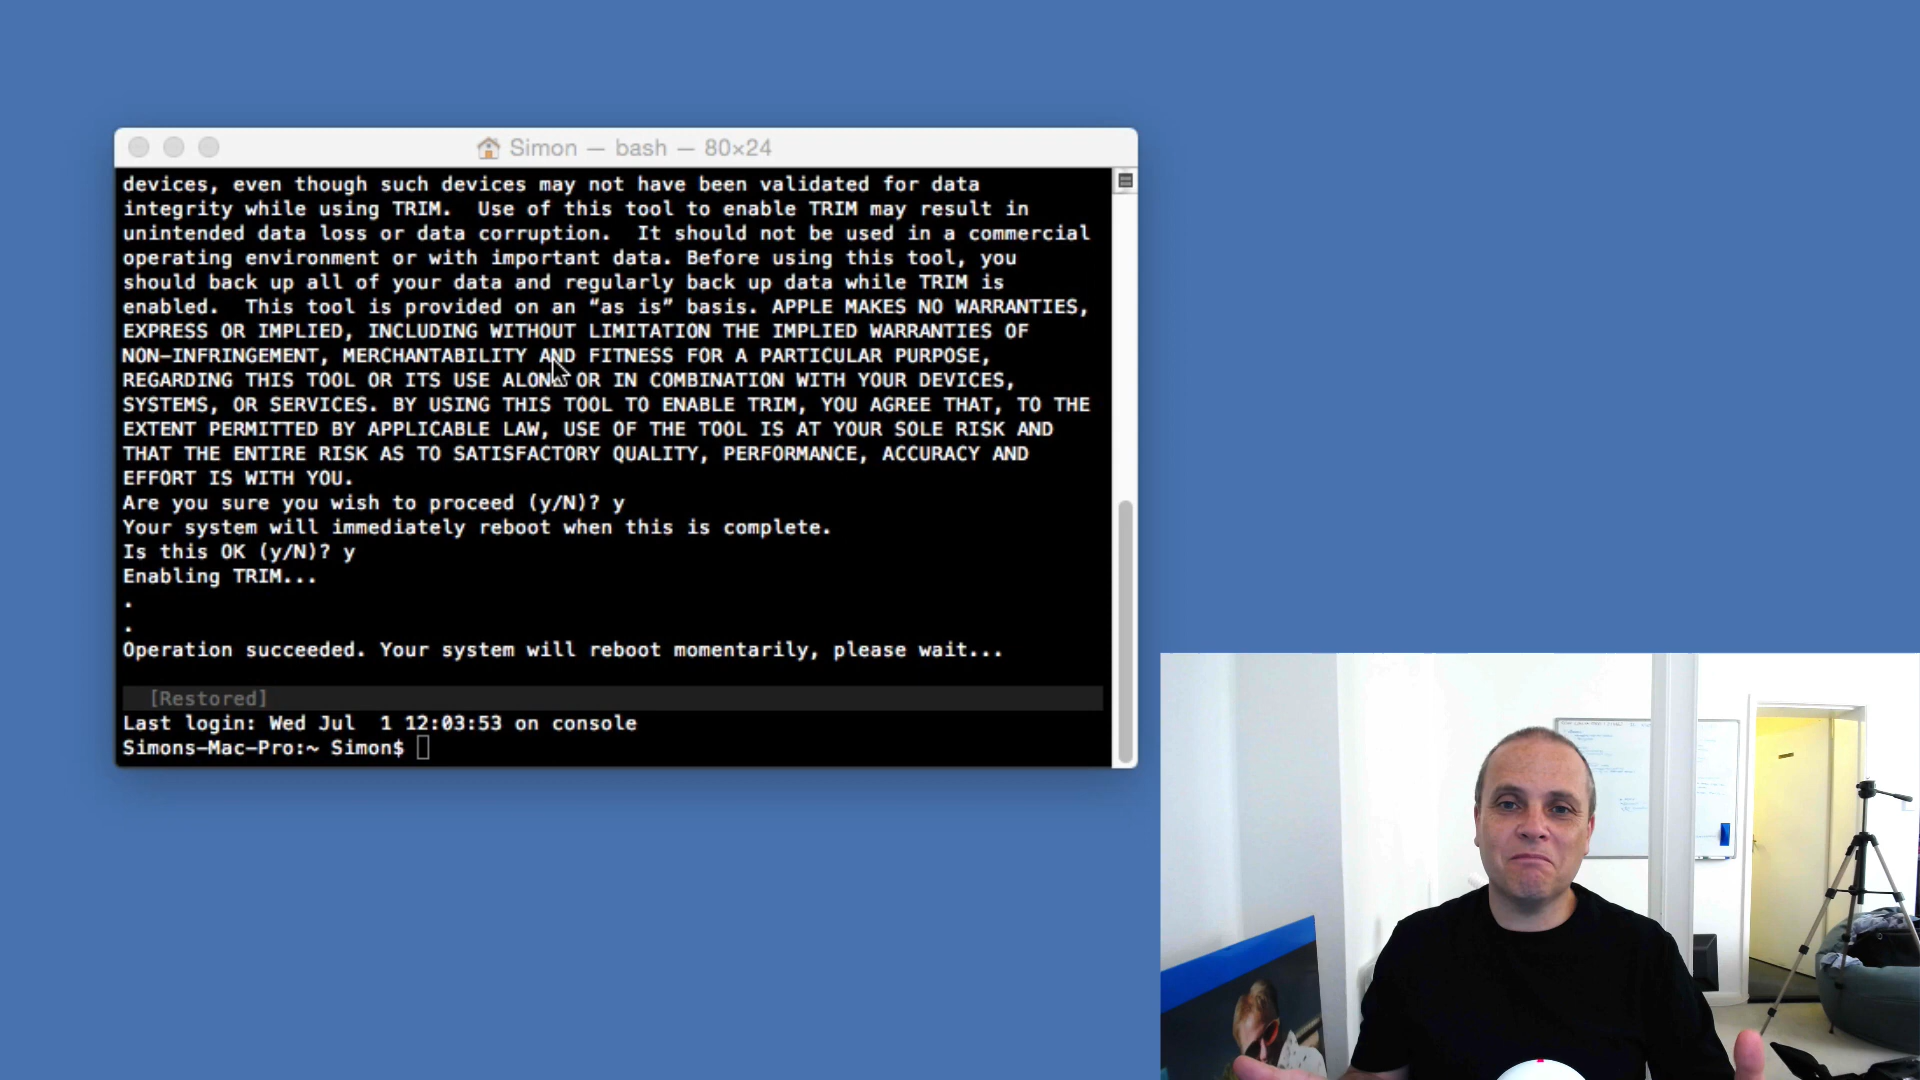 Simon — bash — 80×24
devices, even though such devices may not have been validated for data
integrity while using TRIM.  Use of this tool to enable TRIM may result in
unintended data loss or data corruption.  It should not be used in a commercial
operating environment or with important data. Before using this tool, you
should back up all of your data and regularly back up data while TRIM is
enabled.  This tool is provided on an “as is” basis. APPLE MAKES NO WARRANTIES,
EXPRESS OR IMPLIED, INCLUDING WITHOUT LIMITATION THE IMPLIED WARRANTIES OF
NON-INFRINGEMENT, MERCHANTABILITY AND FITNESS FOR A PARTICULAR PURPOSE,
REGARDING THIS TOOL OR ITS USE ALONE OR IN COMBINATION WITH YOUR DEVICES,
SYSTEMS, OR SERVICES. BY USING THIS TOOL TO ENABLE TRIM, YOU AGREE THAT, TO THE
EXTENT PERMITTED BY APPLICABLE LAW, USE OF THE TOOL IS AT YOUR SOLE RISK AND
THAT THE ENTIRE RISK AS TO SATISFACTORY QUALITY, PERFORMANCE, ACCURACY AND
EFFORT IS WITH YOU.
Are you sure you wish to proceed (y/N)? y
Your system will immediately reboot when this is complete.
Is this OK (y/N)? y
Enabling TRIM...
.
.
Operation succeeded. Your system will reboot momentarily, please wait...
[Restored]
Last login: Wed Jul  1 12:03:53 on console
Simons-Mac-Pro:~ Simon$